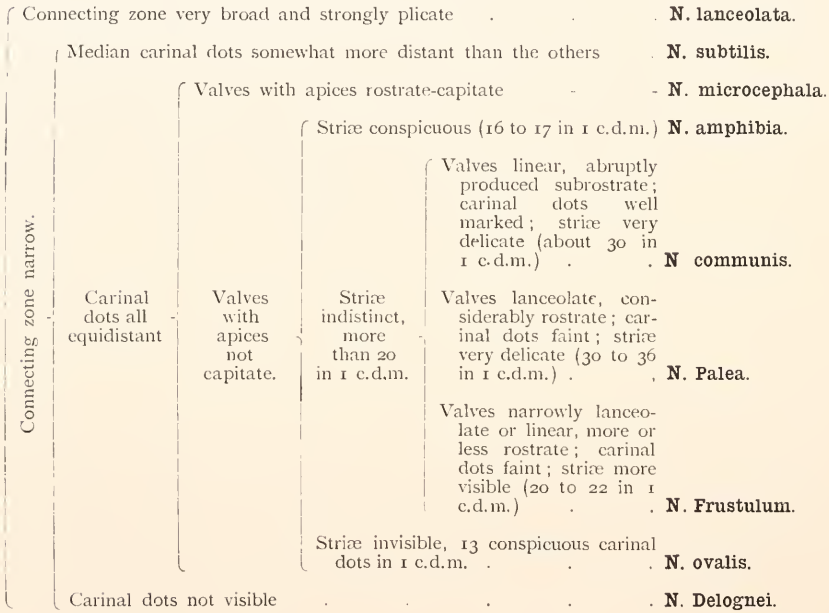 Connecting zone very broad and strongly plicate . . . N. lanceolata.
Median carinal dots somewhat more distant than the others . N. subtilis.
Valves with apices rostrate-capitate - - N. microcephala.
Striæ conspicuous (16 to 17 in 1 c.d.m.) N. amphibia.
Connecting zone narrow.
Carinal
dots all
equidistant
Valves
with
apices
not
capitate.
Striæ
indistinct,
more
than 20
in 1 c.d.m.
Valves linear, abruptly
produced subrostrate;
carinal dots well
marked; striæ very
delicate (about 30 in
1 c.d.m.) . . N communis.
Valves lanceolate, con-
siderably rostrate; car-
inal dots faint; striæ
very delicate (30 to 36
in 1 c.d.m.) . , N. Palea.
Valves narrowly lanceo-
late or linear, more or
less rostrate; carinal
dots faint; striæ more
visible (20 to 22 in 1
c.d.m.) . . N. Frustulum.
Striæ invisible, 13 conspicuous carinal
dots in 1 c.d.m. . . . N. ovalis.
Carinal dots not visible . . . . . N. Delognei.